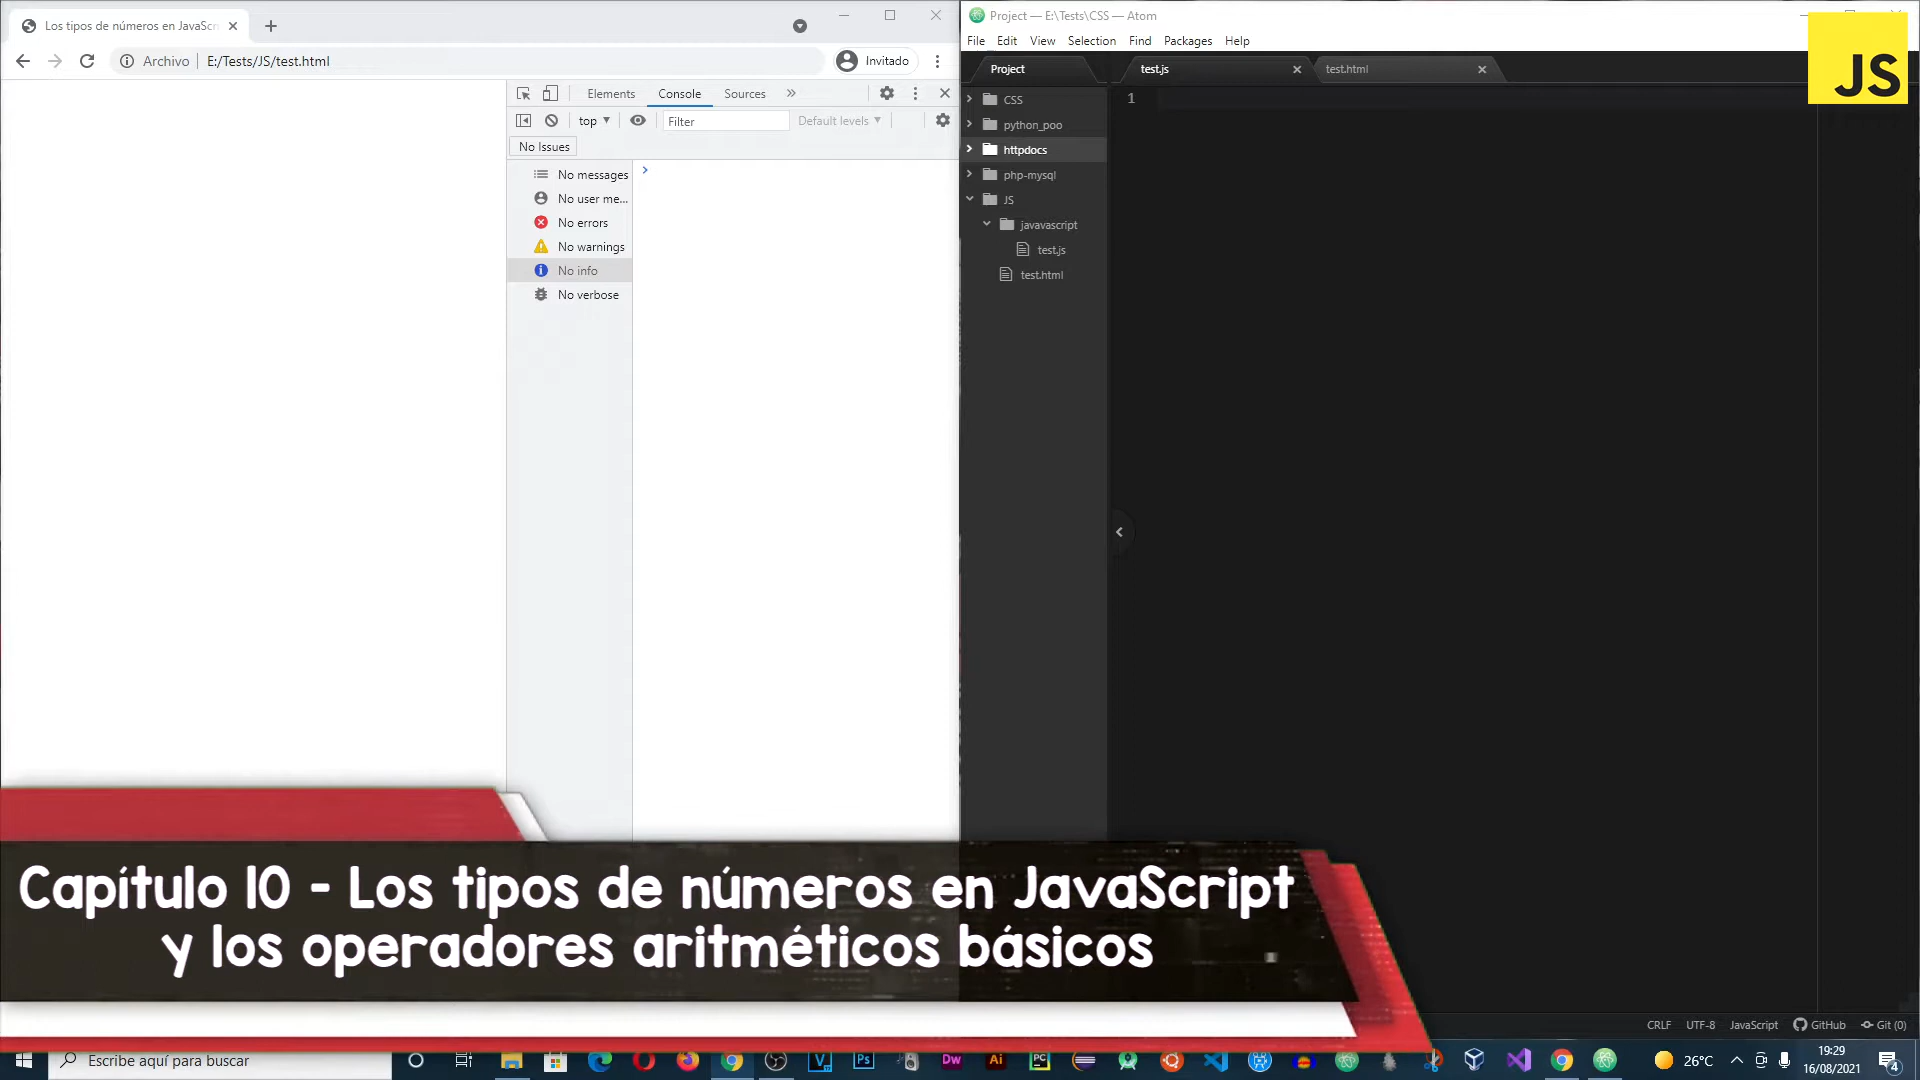 Los tipos de números en JavaScri
Archivo
E:/Tests/JS/test.html
Invitado
Elements
Console
Sources
top
Filter
Default levels
No Issues
No messages
No user me...
No errors
No warnings
No info
No verbose
Project — E:\Tests\CSS — Atom
File Edit View Selection Find Packages Help
Project
test.js
test.html
JS
CSS
python_poo
httpdocs
php-mysql
JS
javavascript
test.js
test.html
1
Capítulo 10 - Los tipos de números en JavaScript
y los operadores aritméticos básicos
CRLF UTF-8 JavaScript GitHub Git (0)
Escribe aquí para buscar
V
Ps
Dw
Ai
PC
26°C
19:29
16/08/2021
4